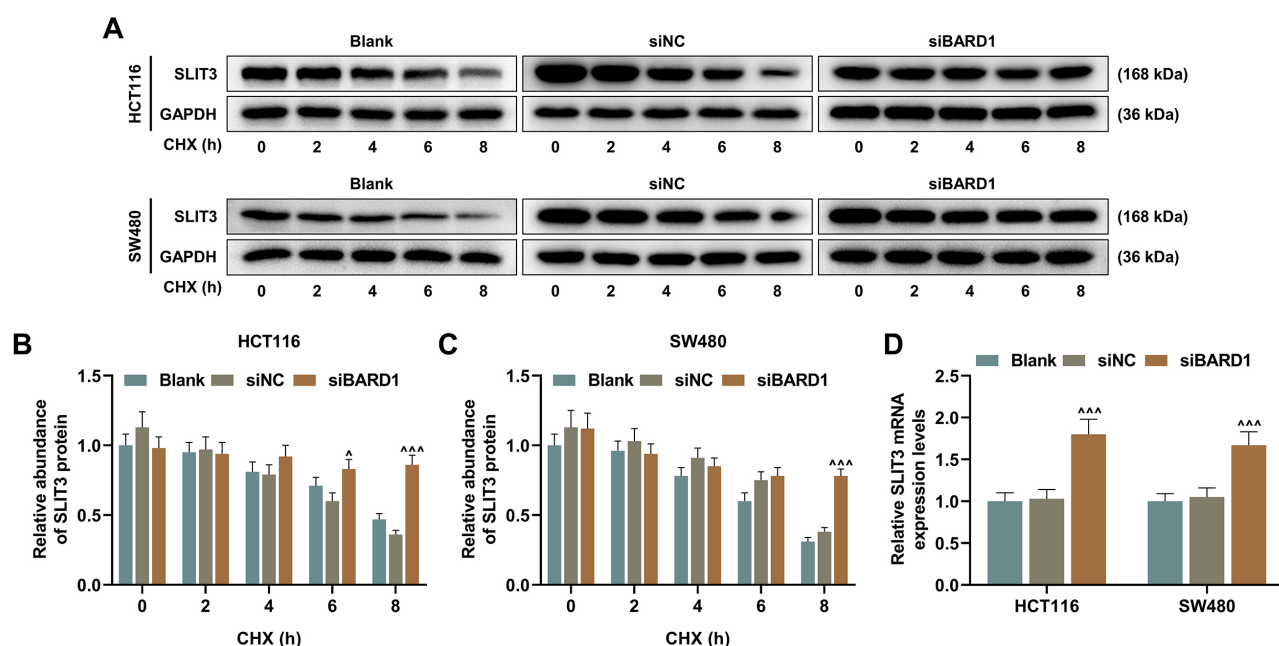 A
Blank siNC siBARD1
HCT116
SLIT3 (168 kDa)
GAPDH (36 kDa)
CHX (h) 0 2 4 6 8 0 2 4 6 8 0 2 4 6 8
Blank siNC siBARD1
SW480
SLIT3 (168 kDa)
GAPDH (36 kDa)
CHX (h) 0 2 4 6 8 0 2 4 6 8 0 2 4 6 8
B
HCT116
Blank siNC siBARD1
Relative abundance
of SLIT3 protein
1.5
1.0
0.5
0.0
^
^^^
0 2 4 6 8
CHX (h)
C
SW480
Blank siNC siBARD1
Relative abundance
of SLIT3 protein
1.5
1.0
0.5
0.0
^^^
0 2 4 6 8
CHX (h)
D
Blank siNC siBARD1
Relative SLIT3 mRNA
expression levels
2.5
2.0
1.5
1.0
0.5
0.0
^^^
^^^
HCT116 SW480